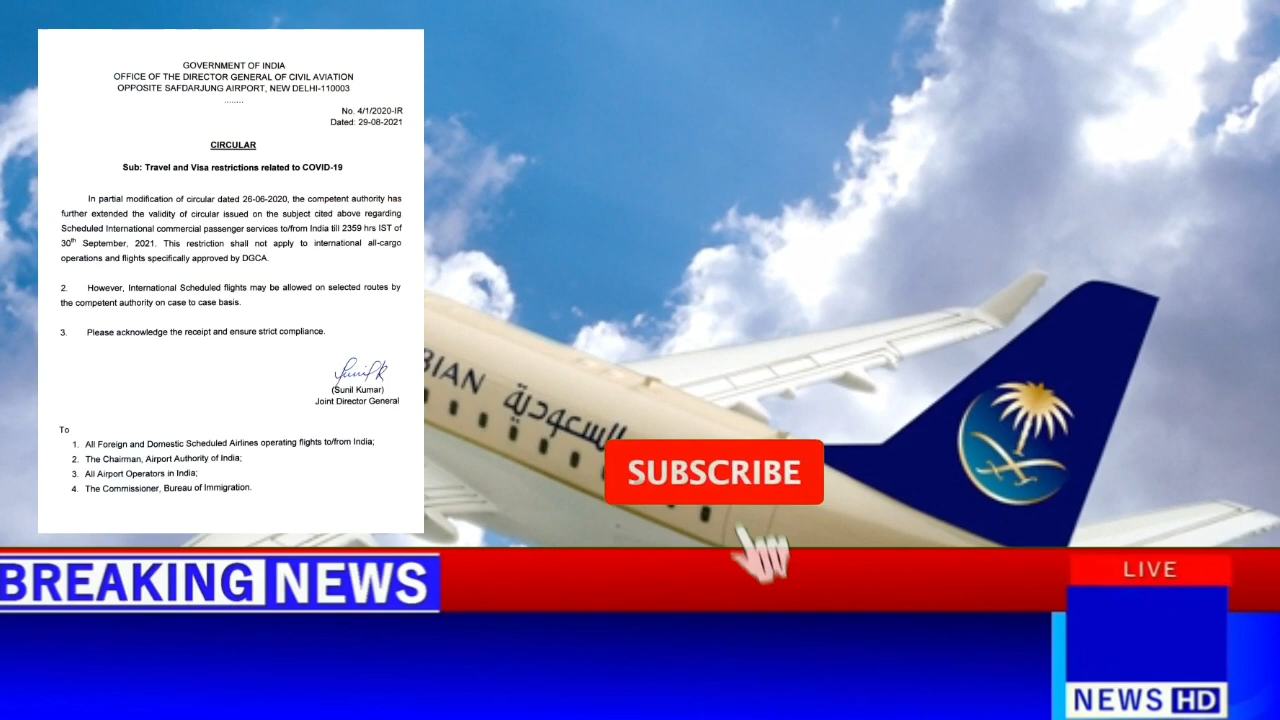 GOVERNMENT OF INDIA
OFFICE OF THE DIRECTOR GENERAL OF CIVIL AVIATION
OPPOSITE SAFDARJUNG AIRPORT, NEW DELHI-110003
........
No. 4/1/2020-IR
Dated: 29-08-2021
CIRCULAR
Sub: Travel and Visa restrictions related to COVID-19
In partial modification of circular dated 26-06-2020, the competent authority has
further extended the validity of circular issued on the subject cited above regarding
Scheduled International commercial passenger services to/from India till 2359 hrs IST of
30th September, 2021. This restriction shall not apply to international all-cargo
operations and flights specifically approved by DGCA.
2. However, International Scheduled flights may be allowed on selected routes by
the competent authority on case to case basis.
3. Please acknowledge the receipt and ensure strict compliance.
(Sunil Kumar)
Joint Director General
To
1. All Foreign and Domestic Scheduled Airlines operating flights to/from India;
2. The Chairman, Airport Authority of India;
3. All Airport Operators in India;
4. The Commissioner, Bureau of Immigration.
BIAN السعودية
SUBSCRIBE
BREAKING NEWS
LIVE
NEWS HD